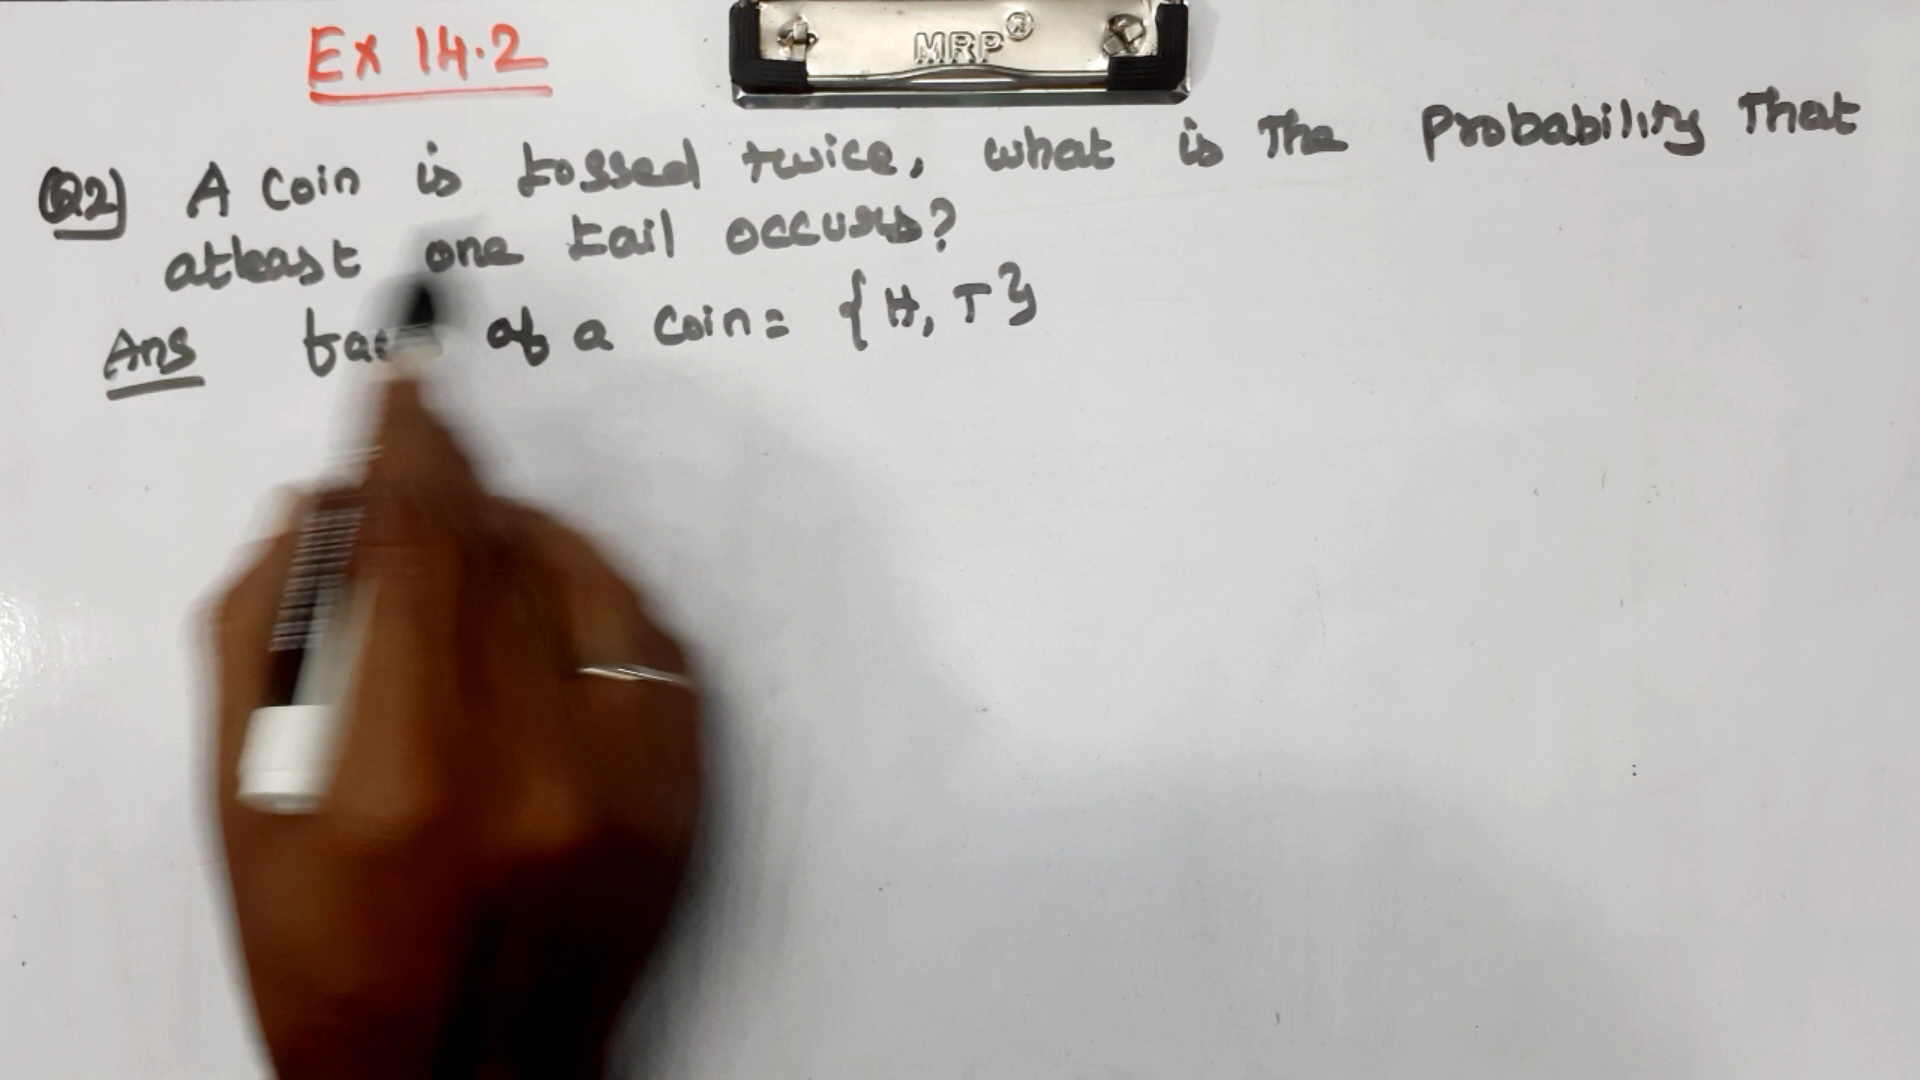 Ex 14.2
MRP®
Q2) A Coin is tossed twice, what is The Probability That
atleast one tail occurs?
Ans of a Coin = {H, T}